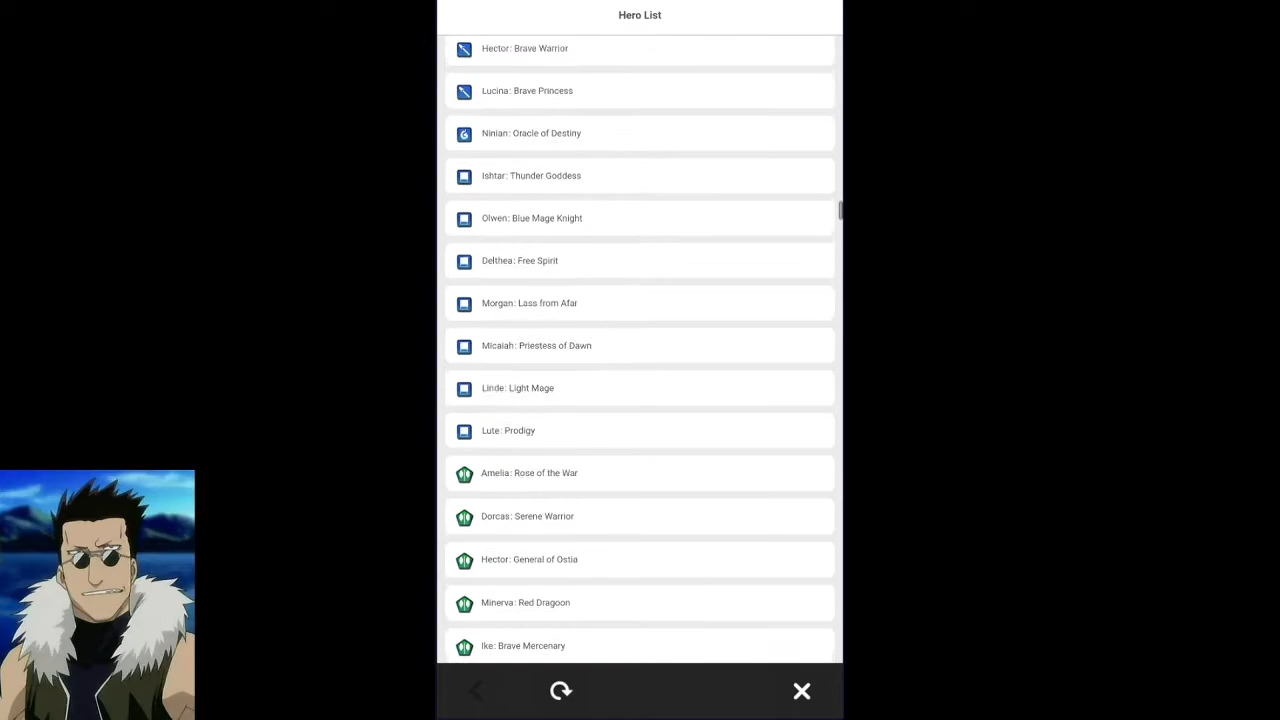 Hero List
Hector: Brave Warrior
Lucina: Brave Princess
Ninian: Oracle of Destiny
Ishtar: Thunder Goddess
Olwen: Blue Mage Knight
Delthea: Free Spirit
Morgan: Lass from Afar
Micaiah: Priestess of Dawn
Linde: Light Mage
Lute: Prodigy
Amelia: Rose of the War
Dorcas: Serene Warrior
Hector: General of Ostia
Minerva: Red Dragoon
Ike: Brave Mercenary